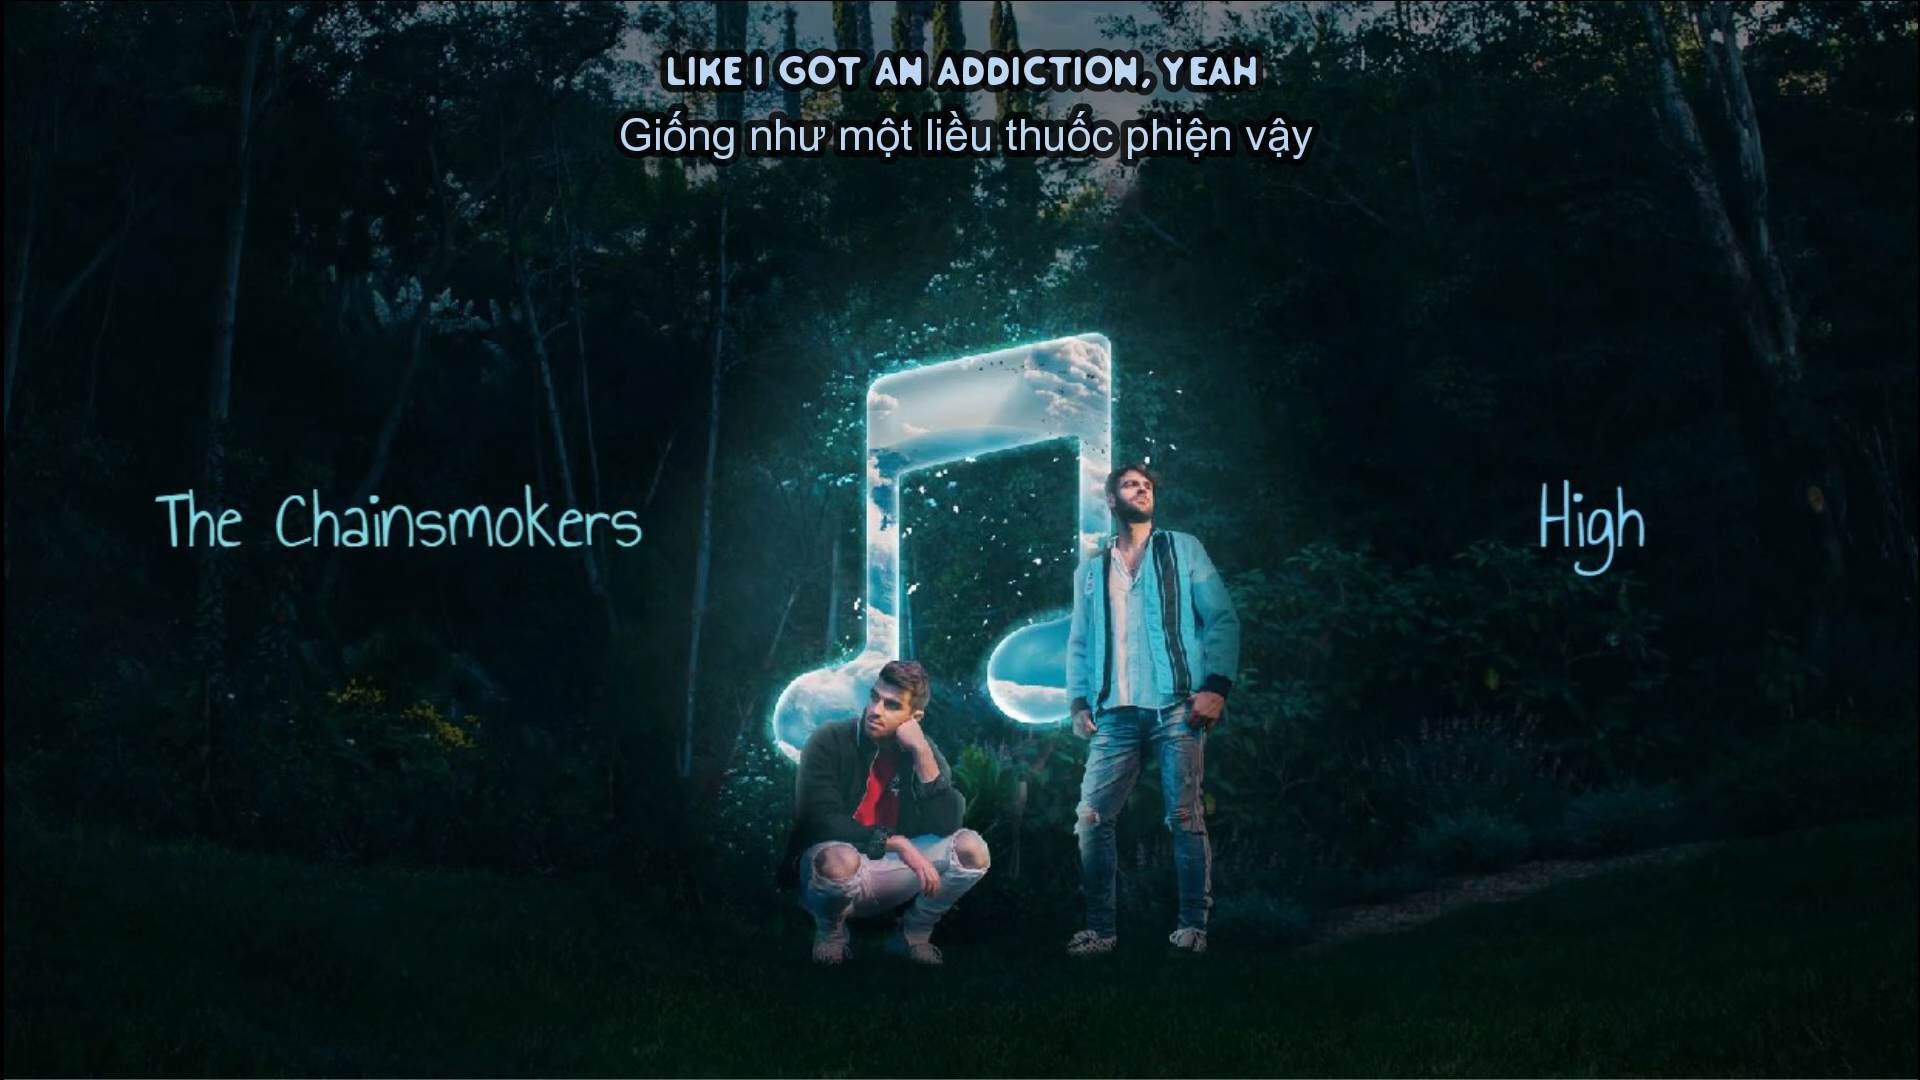 LIKE I GOT AN ADDICTION, YEAH
Giống như một liều thuốc phiện vậy
The Chainsmokers
High